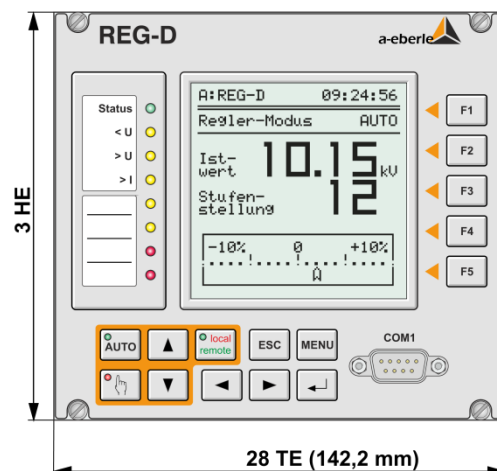 REG-D
a-eberle
Status
< U
> U
> I
A:REG-D 09:24:56
Regler-Modus AUTO
Ist-
wert 10.15 kV
Stufen-
stellung 12
-10% 0 +10%
F1
F2
F3
F4
F5
AUTO
local
remote
ESC
MENU
COM1
3 HE
28 TE (142,2 mm)